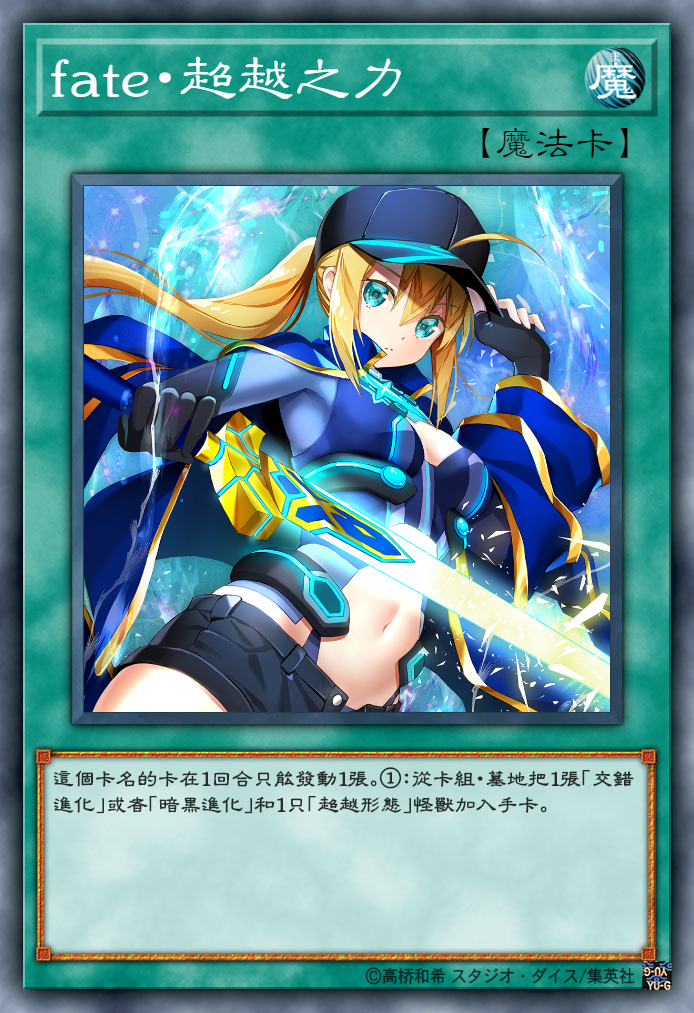 fate·超越之力
魔
【魔法卡】
這個卡名的卡在1回合只能發動1張。①：從卡組·墓地把1張「交錯
進化」或者「暗黑進化」和1只「超越形態」怪獸加入手卡。
©高桥和希 スタジオ・ダイス/集英社
YU-G
YU-G